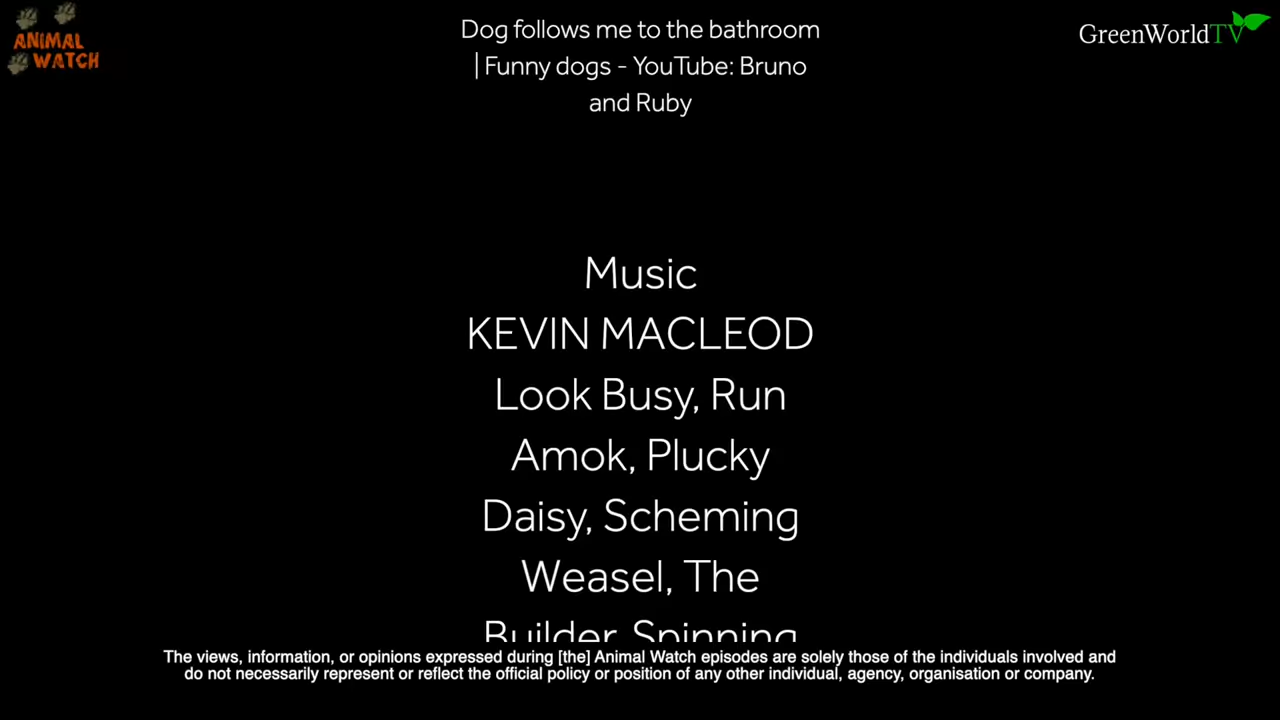 ANIMAL
WATCH
GreenWorldTV
Dog follows me to the bathroom
| Funny dogs - YouTube: Bruno
and Ruby
Music
KEVIN MACLEOD
Look Busy, Run
Amok, Plucky
Daisy, Scheming
Weasel, The
Builder, Spinning
The views, information, or opinions expressed during [the] Animal Watch episodes are solely those of the individuals involved and
do not necessarily represent or reflect the official policy or position of any other individual, agency, organisation or company.